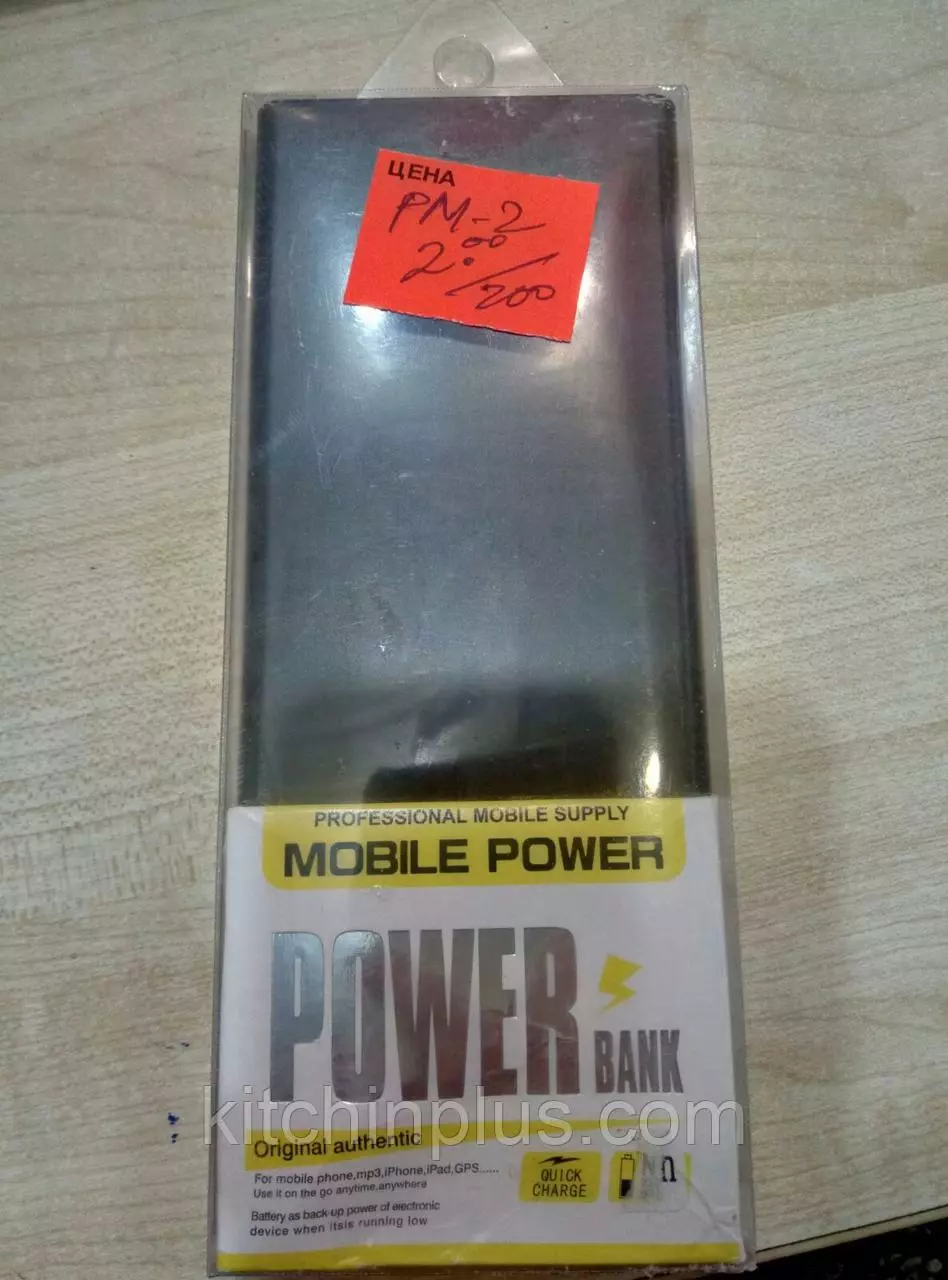 ЦЕНА
PM-2
2.00/200
PROFESSIONAL MOBILE SUPPLY
MOBILE POWER
POWER
BANK
kitchinplus.com
Original authentic
For mobile phone,mp3,iPhone,iPad,GPS......
Use it on the go anytime,anywhere
Battery as back-up power of electronic
device when itsis running low
QUICK
CHARGE